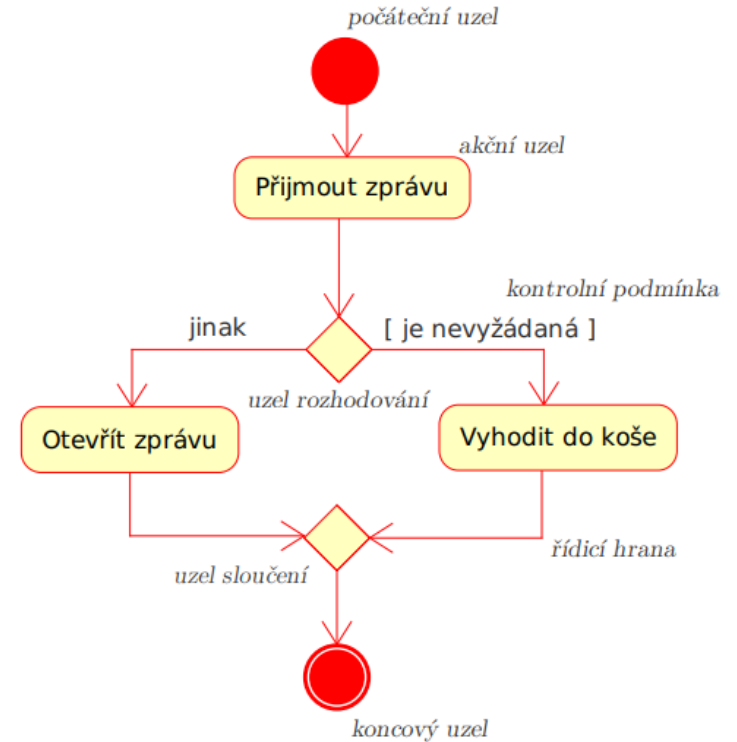 počáteční uzel
akční uzel
Přijmout zprávu
kontrolní podmínka
jinak
[ je nevyžádaná ]
uzel rozhodování
Otevřít zprávu
Vyhodit do koše
řídicí hrana
uzel sloučení
koncový uzel